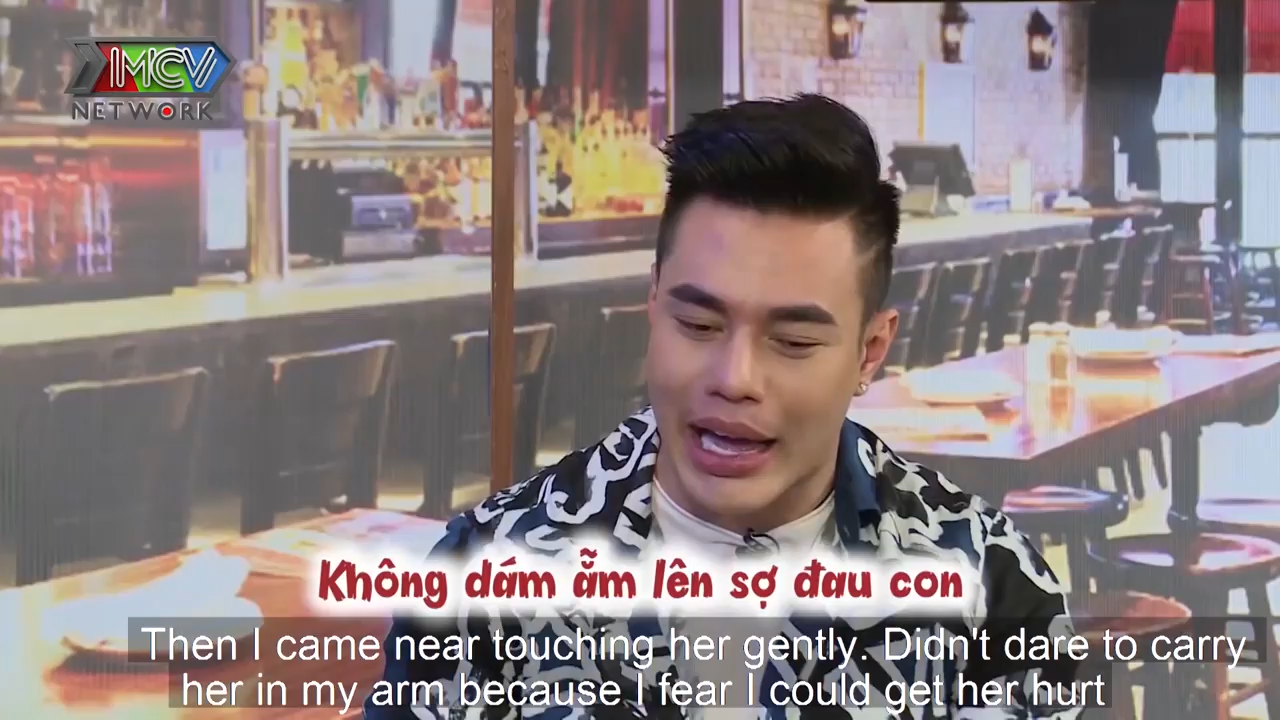 MCV
NETWORK
Không dám ẵm lên sợ đau con
Then I came near touching her gently. Didn't dare to carry
her in my arm because I fear I could get her hurt